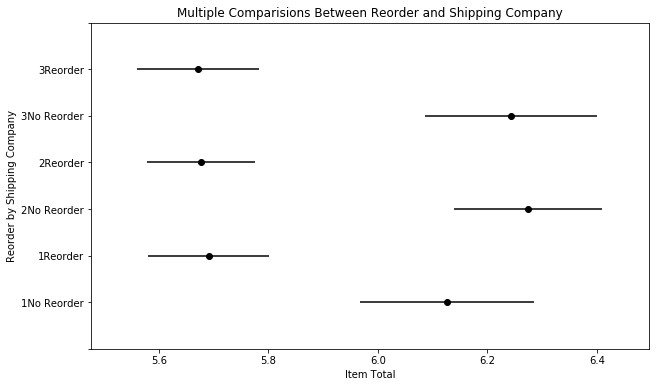 Multiple Comparisions Between Reorder and Shipping Company
Reorder by Shipping Company
3Reorder
3No Reorder
2Reorder
2No Reorder
1Reorder
1No Reorder
5.6 5.8 6.0 6.2 6.4
Item Total